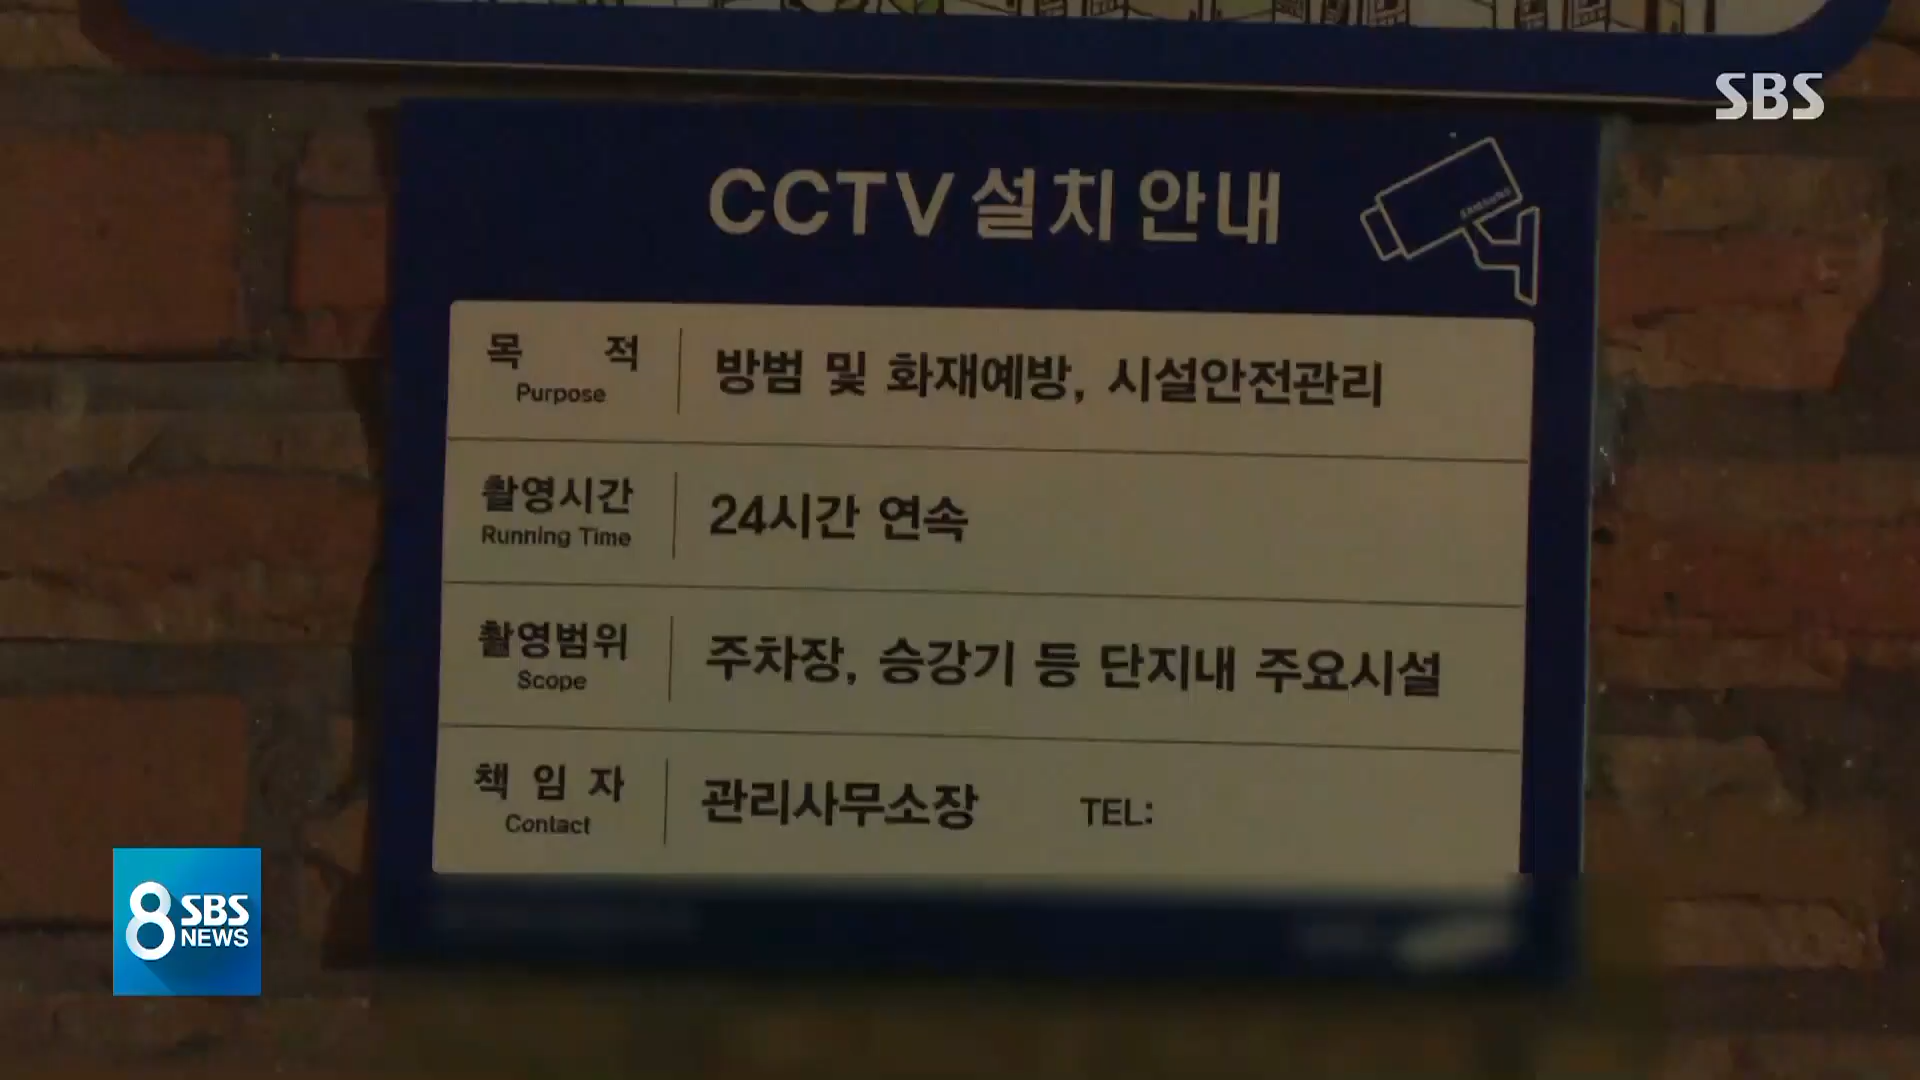 SBS
CCTV 설치 안내
목 적
Purpose
방범 및 화재예방, 시설안전관리
촬영시간
Running Time
24시간 연속
촬영범위
Scope
주차장, 승강기 등 단지내 주요시설
책 임 자
Contact
관리사무소장 TEL:
8 SBS
NEWS